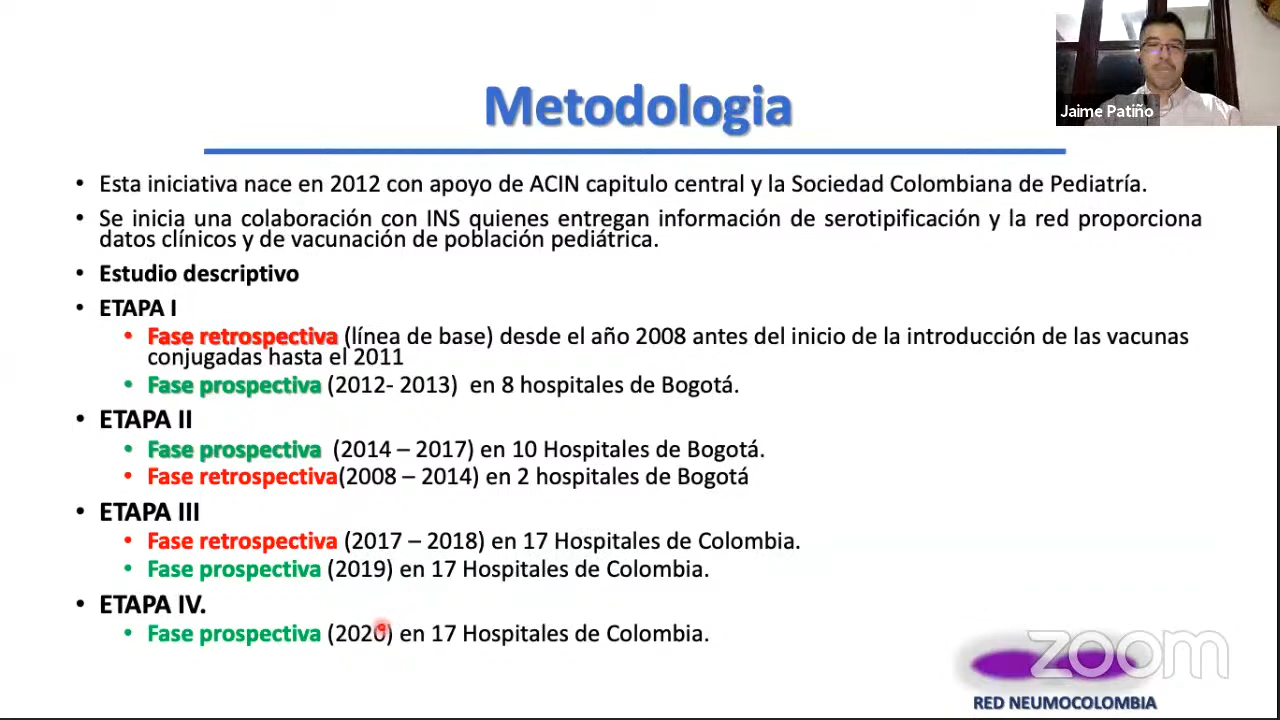 Jaime Patiño
Metodologia
• Esta iniciativa nace en 2012 con apoyo de ACIN capitulo central y la Sociedad Colombiana de Pediatría.
• Se inicia una colaboración con INS quienes entregan información de serotipificación y la red proporciona
datos clínicos y de vacunación de población pediátrica.
• Estudio descriptivo
• ETAPA I
• Fase retrospectiva (línea de base) desde el año 2008 antes del inicio de la introducción de las vacunas
conjugadas hasta el 2011
• Fase prospectiva (2012- 2013) en 8 hospitales de Bogotá.
• ETAPA II
• Fase prospectiva (2014 – 2017) en 10 Hospitales de Bogotá.
• Fase retrospectiva(2008 – 2014) en 2 hospitales de Bogotá
• ETAPA III
• Fase retrospectiva (2017 – 2018) en 17 Hospitales de Colombia.
• Fase prospectiva (2019) en 17 Hospitales de Colombia.
• ETAPA IV.
• Fase prospectiva (2020) en 17 Hospitales de Colombia.
zoom
RED NEUMOCOLOMBIA